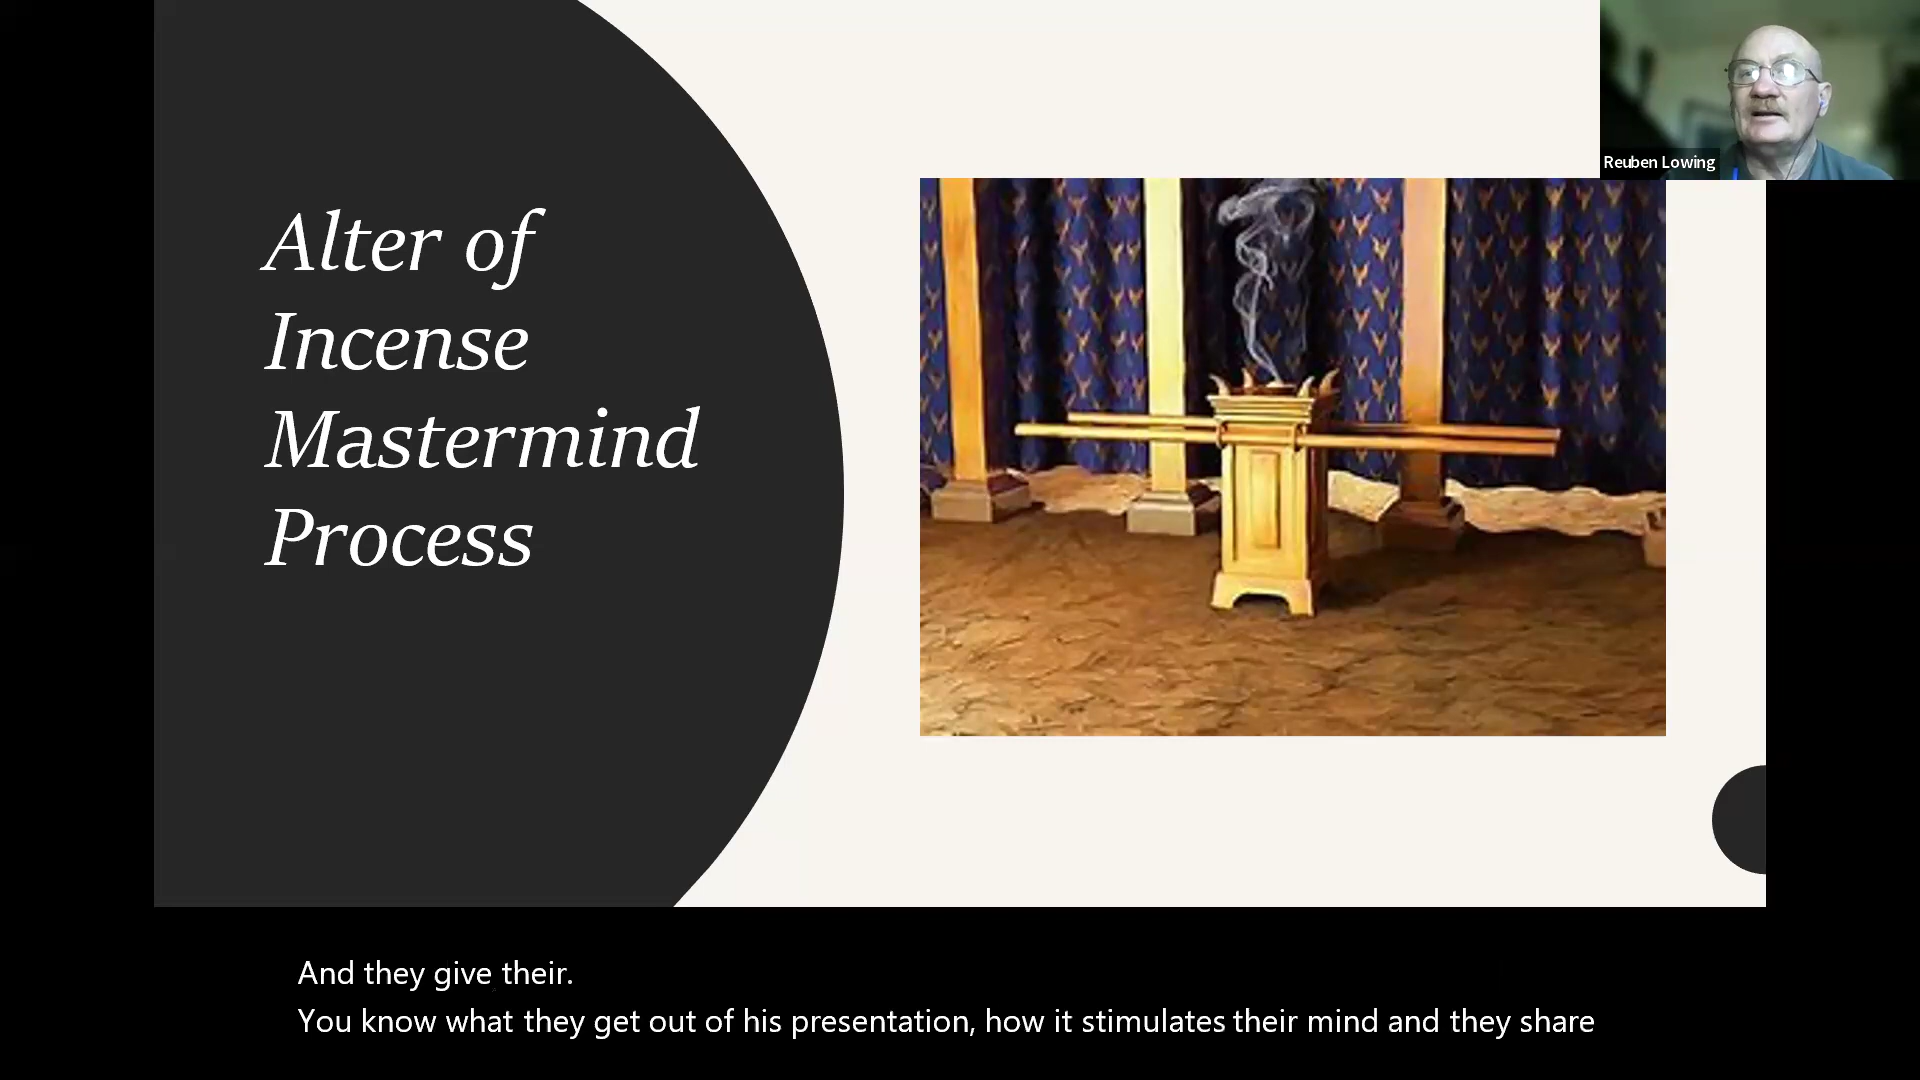 Alter of
Incense
Mastermind
Process
Reuben Lowing
And they give their.
You know what they get out of his presentation, how it stimulates their mind and they share